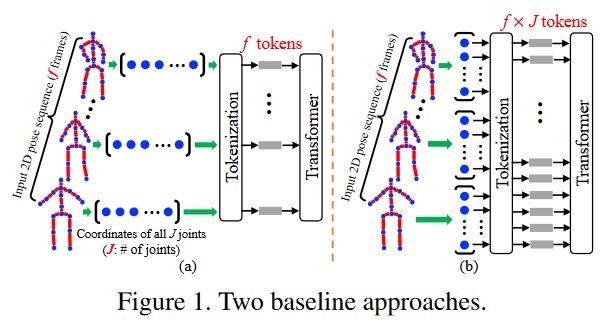 f tokens
Input 2D pose sequence (f frames)
Tokenization
Transformer
Coordinates of all J joints
(J: # of joints)
(a)
f × J tokens
Input 2D pose sequence (f frames)
Tokenization
Transformer
(b)
Figure 1. Two baseline approaches.